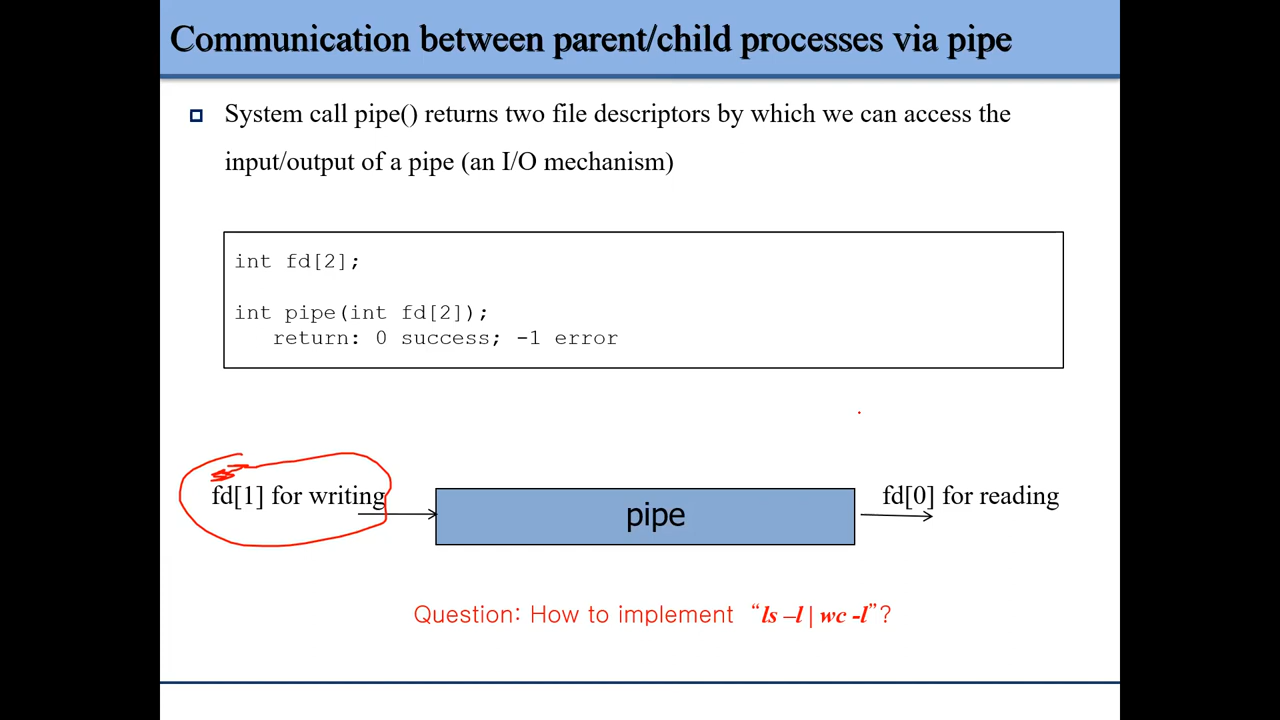 Communication between parent/child processes via pipe
System call pipe() returns two file descriptors by which we can access the
input/output of a pipe (an I/O mechanism)
int fd[2];
int pipe(int fd[2]);
return: 0 success; -1 error
fd[1] for writing
pipe
fd[0] for reading
Question: How to implement “ls –l | wc -l”?